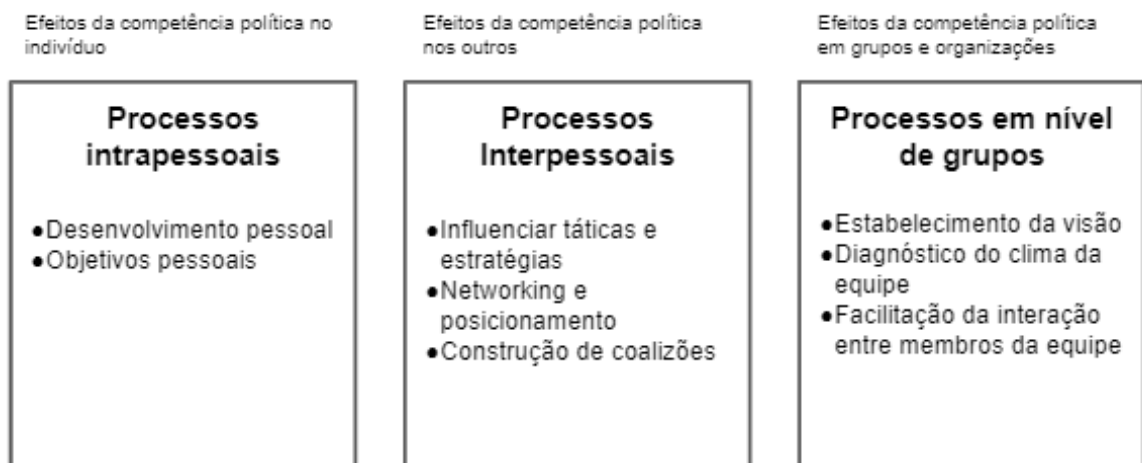 Efeitos da competência política no
indivíduo
Processos
intrapessoais
●Desenvolvimento pessoal
●Objetivos pessoais
Efeitos da competência política
nos outros
Processos
Interpessoais
●Influenciar táticas e
estratégias
●Networking e
posicionamento
●Construção de coalizões
Efeitos da competência política
em grupos e organizações
Processos em nível
de grupos
●Estabelecimento da visão
●Diagnóstico do clima da
equipe
●Facilitação da interação
entre membros da equipe